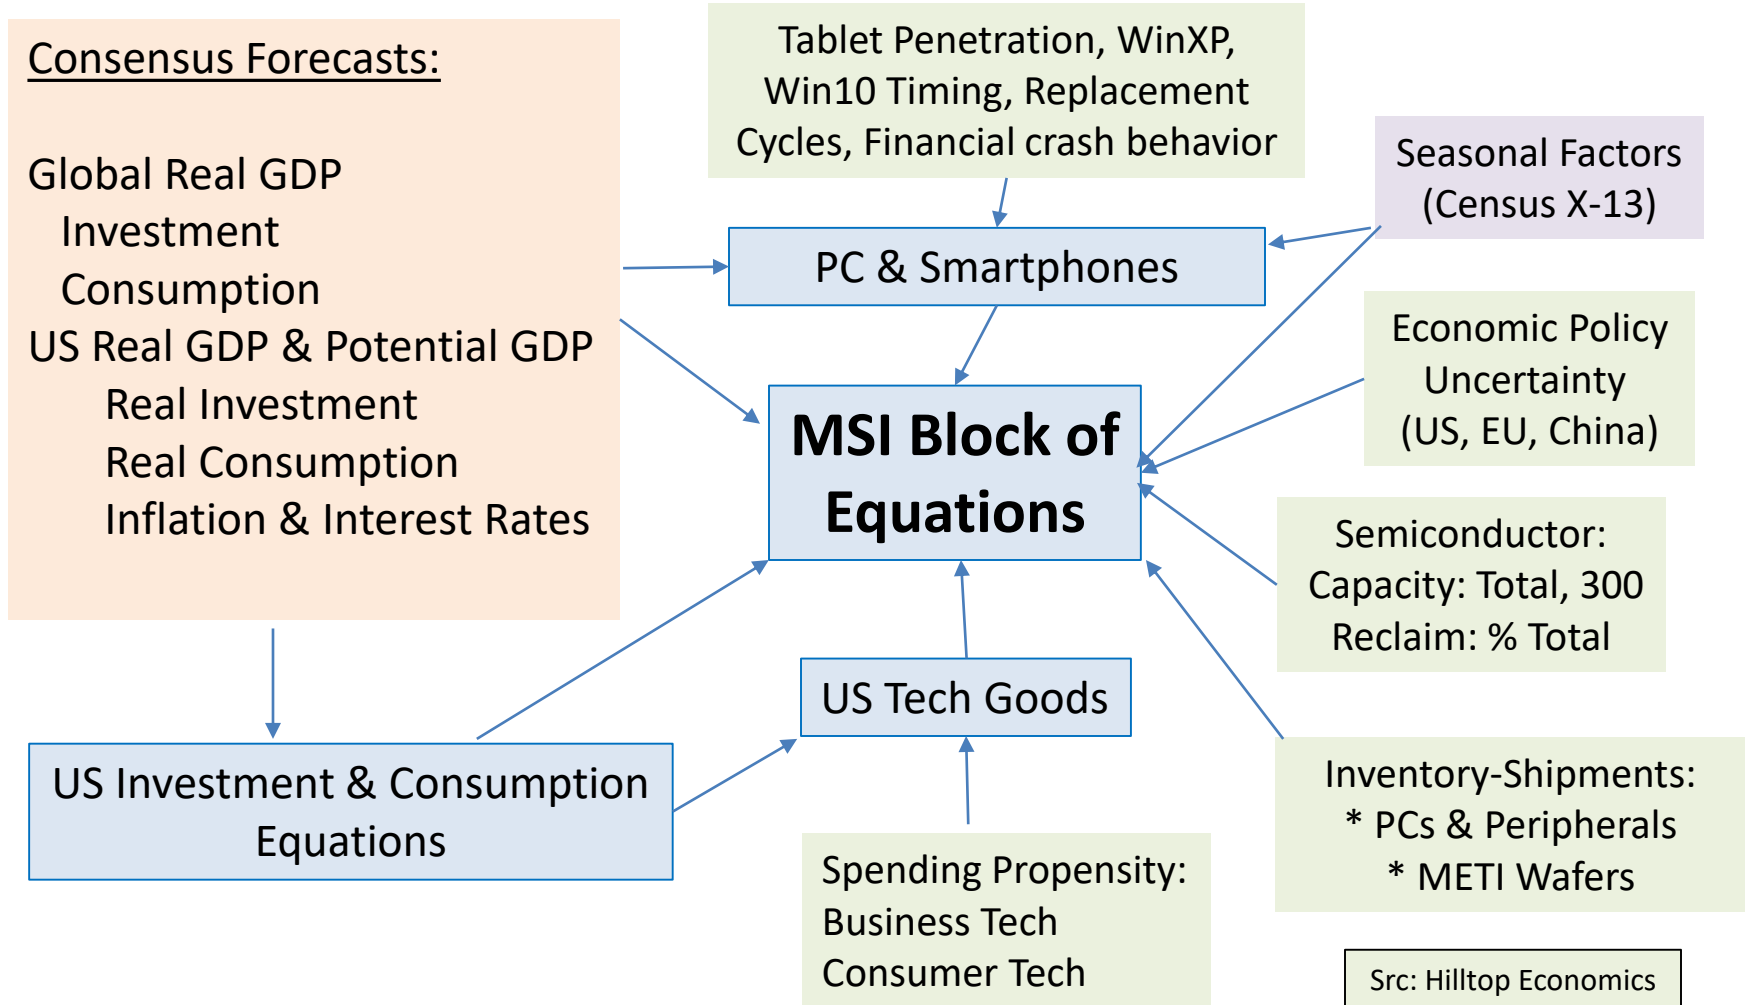 Consensus Forecasts:
Global Real GDP
Investment
Consumption
US Real GDP & Potential GDP
Real Investment
Real Consumption
Inflation & Interest Rates
Tablet Penetration, WinXP,
Win10 Timing, Replacement
Cycles, Financial crash behavior
Seasonal Factors
(Census X-13)
PC & Smartphones
Economic Policy
Uncertainty
(US, EU, China)
MSI Block of
Equations
Semiconductor:
Capacity: Total, 300
Reclaim: % Total
US Tech Goods
US Investment & Consumption
Equations
Inventory-Shipments:
* PCs & Peripherals
* METI Wafers
Spending Propensity:
Business Tech
Consumer Tech
Src: Hilltop Economics